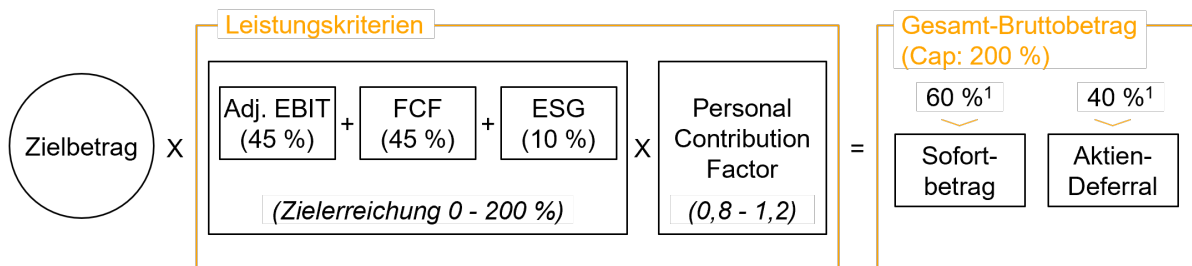 Leistungskriterien
Gesamt-Bruttobetrag
(Cap: 200 %)
Zielbetrag
X
Adj. EBIT
(45 %)
+
FCF
(45 %)
+
ESG
(10 %)
(Zielerreichung 0 - 200 %)
X
Personal
Contribution
Factor
(0,8 - 1,2)
=
60 %¹
Sofort-
betrag
40 %¹
Aktien-
Deferral